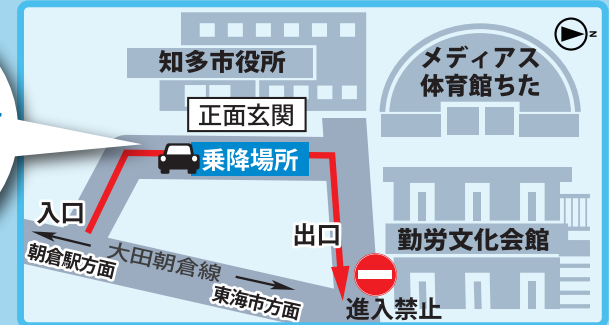 知多市役所
正面玄関
乗降場所
メディアス
体育館ちた
N
入口
出口
勤労文化会館
大田朝倉線
朝倉駅方面
東海市方面
進入禁止